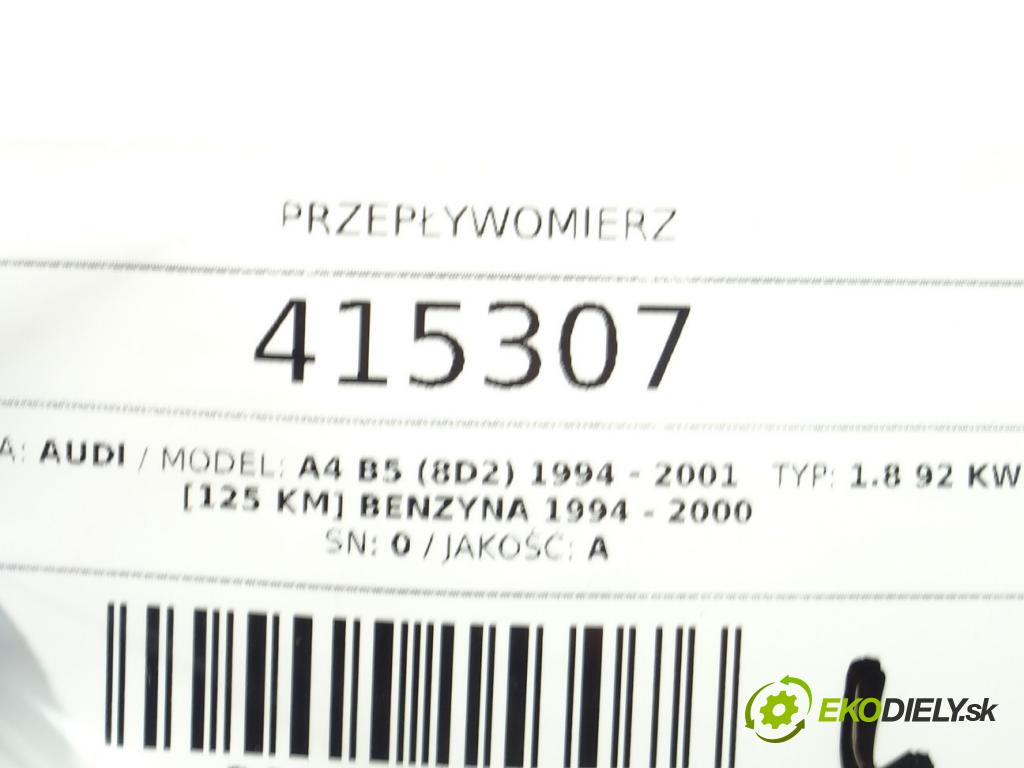 PRZEPŁYWOMIERZ
415307
A: AUDI / MODEL: A4 B5 (8D2) 1994 - 2001 TYP: 1.8 92 KW
[125 KM] BENZYNA 1994 - 2000
SN: 0 / JAKOŚĆ: A
EKODIELY.sk